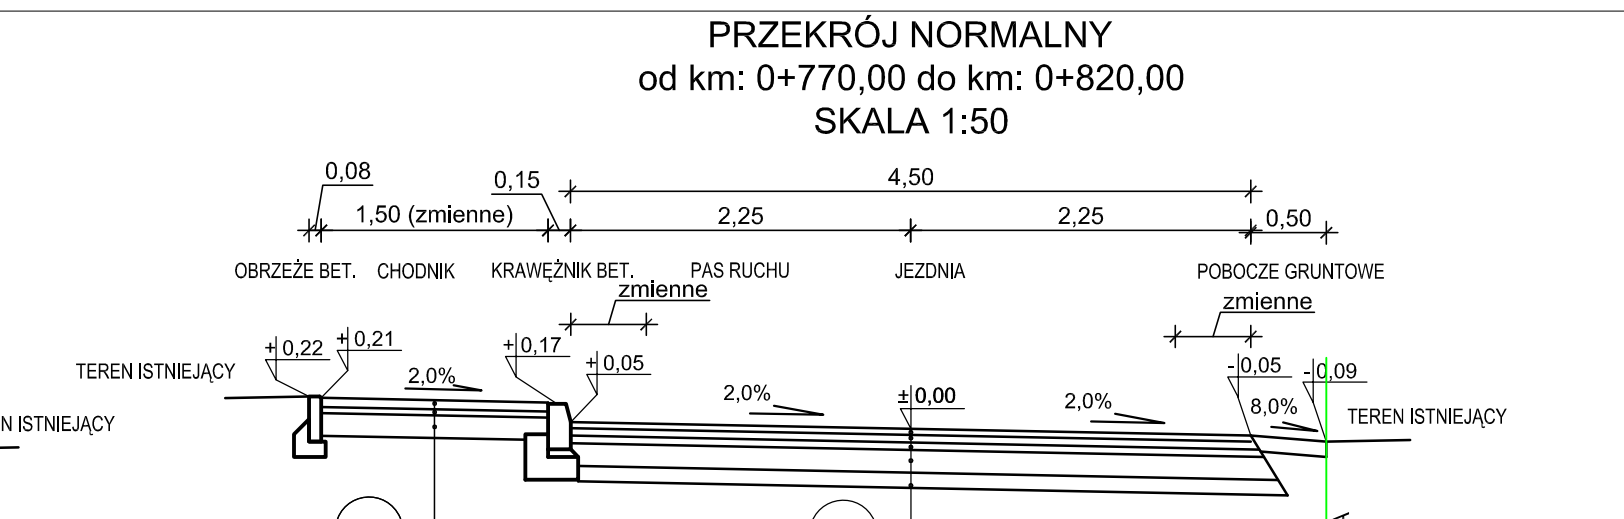 PRZEKRÓJ NORMALNY
od km: 0+770,00 do km: 0+820,00
SKALA 1:50
0,08
0,15
4,50
1,50 (zmienne)
2,25
2,25
0,50
OBRZEŻE BET.
CHODNIK
KRAWĘŻNIK BET.
PAS RUCHU
JEZDNIA
POBOCZE GRUNTOWE
zmienne
zmienne
+0,22
+0,21
+0,17
+0,05
-0,05
-0,09
TEREN ISTNIEJĄCY
2,0%
2,0%
±0,00
2,0%
8,0%
TEREN ISTNIEJĄCY
N ISTNIEJĄCY